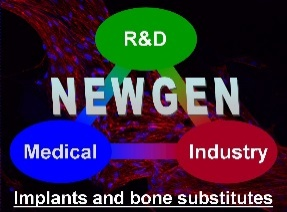 R&D
NEWGEN
Medical
Industry
Implants and bone substitutes